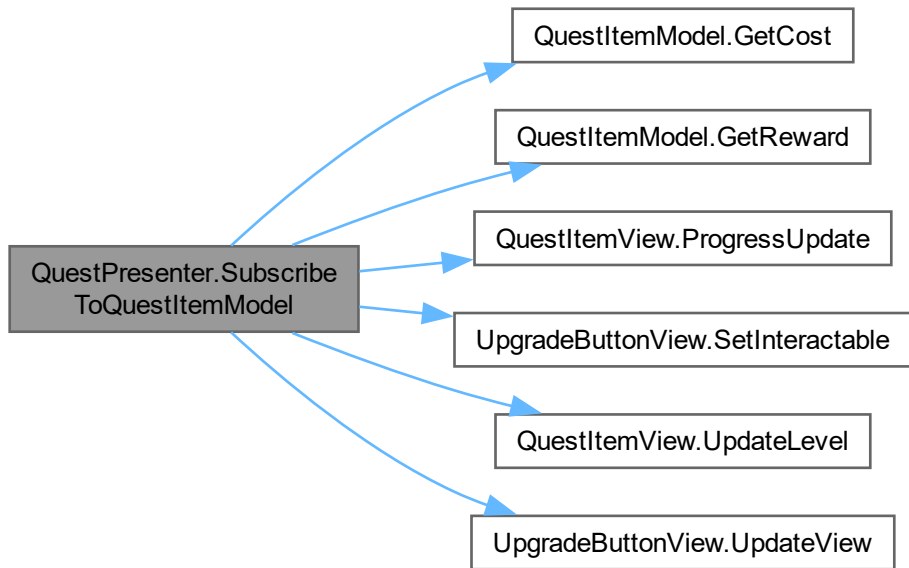 QuestItemModel.GetCost
QuestItemModel.GetReward
QuestItemView.ProgressUpdate
QuestPresenter.Subscribe
ToQuestItemModel
UpgradeButtonView.SetInteractable
QuestItemView.UpdateLevel
UpgradeButtonView.UpdateView